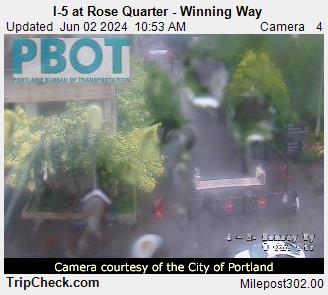 I-5 at Rose Quarter - Winning Way
Updated Jun 02 2024 10:53 AM Camera 4
PBOT
PORTLAND BUREAU OF TRANSPORTATION
Camera courtesy of the City of Portland
TripCheck.com Milepost302.00